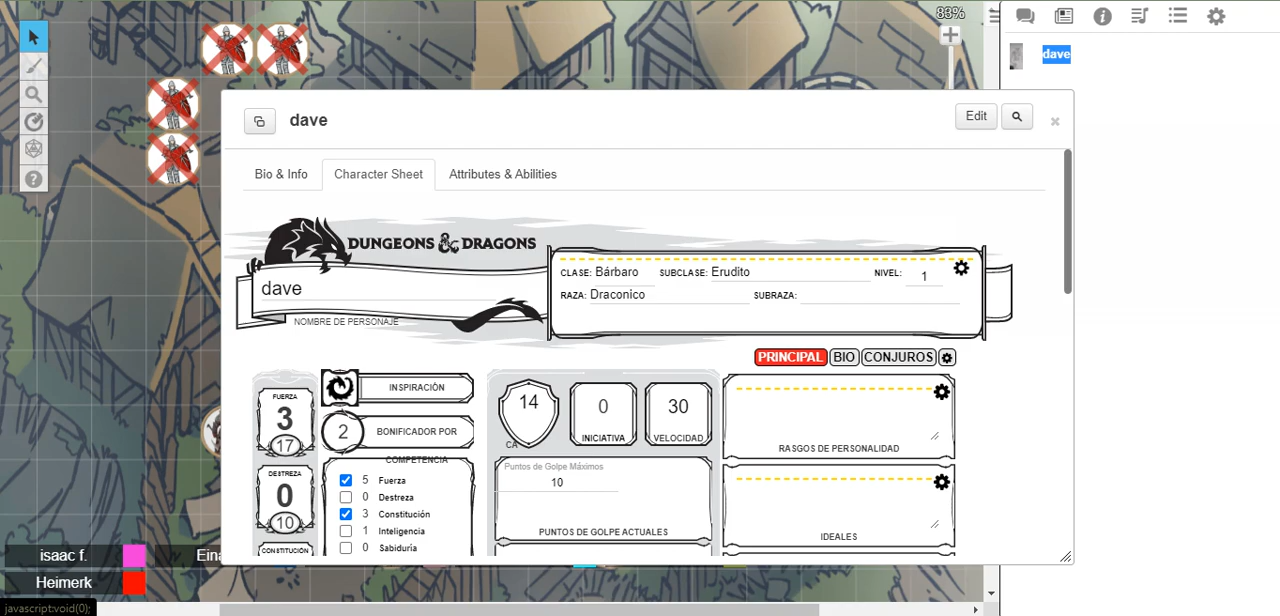 83%
dave
dave
Edit
Bio & Info
Character Sheet
Attributes & Abilities
DUNGEONS & DRAGONS
CLASE: Bárbaro SUBCLASE: Erudito NIVEL: 1
RAZA: Draconico SUBRAZA:
dave
NOMBRE DE PERSONAJE
PRINCIPAL BIO CONJUROS
FUERZA
3
17
DESTREZA
0
10
CONSTITUCIÓN
INSPIRACIÒN
2 BONIFICADOR POR
COMPETENCIA
5 Fuerza
0 Destreza
3 Constitución
1 Inteligencia
0 Sabiduría
14
CA
0
INICIATIVA
30
VELOCIDAD
Puntos de Golpe Máximos
10
PUNTOS DE GOLPE ACTUALES
RASGOS DE PERSONALIDAD
IDEALES
isaac f.
Eina
Heimerk
javascript:void(0);